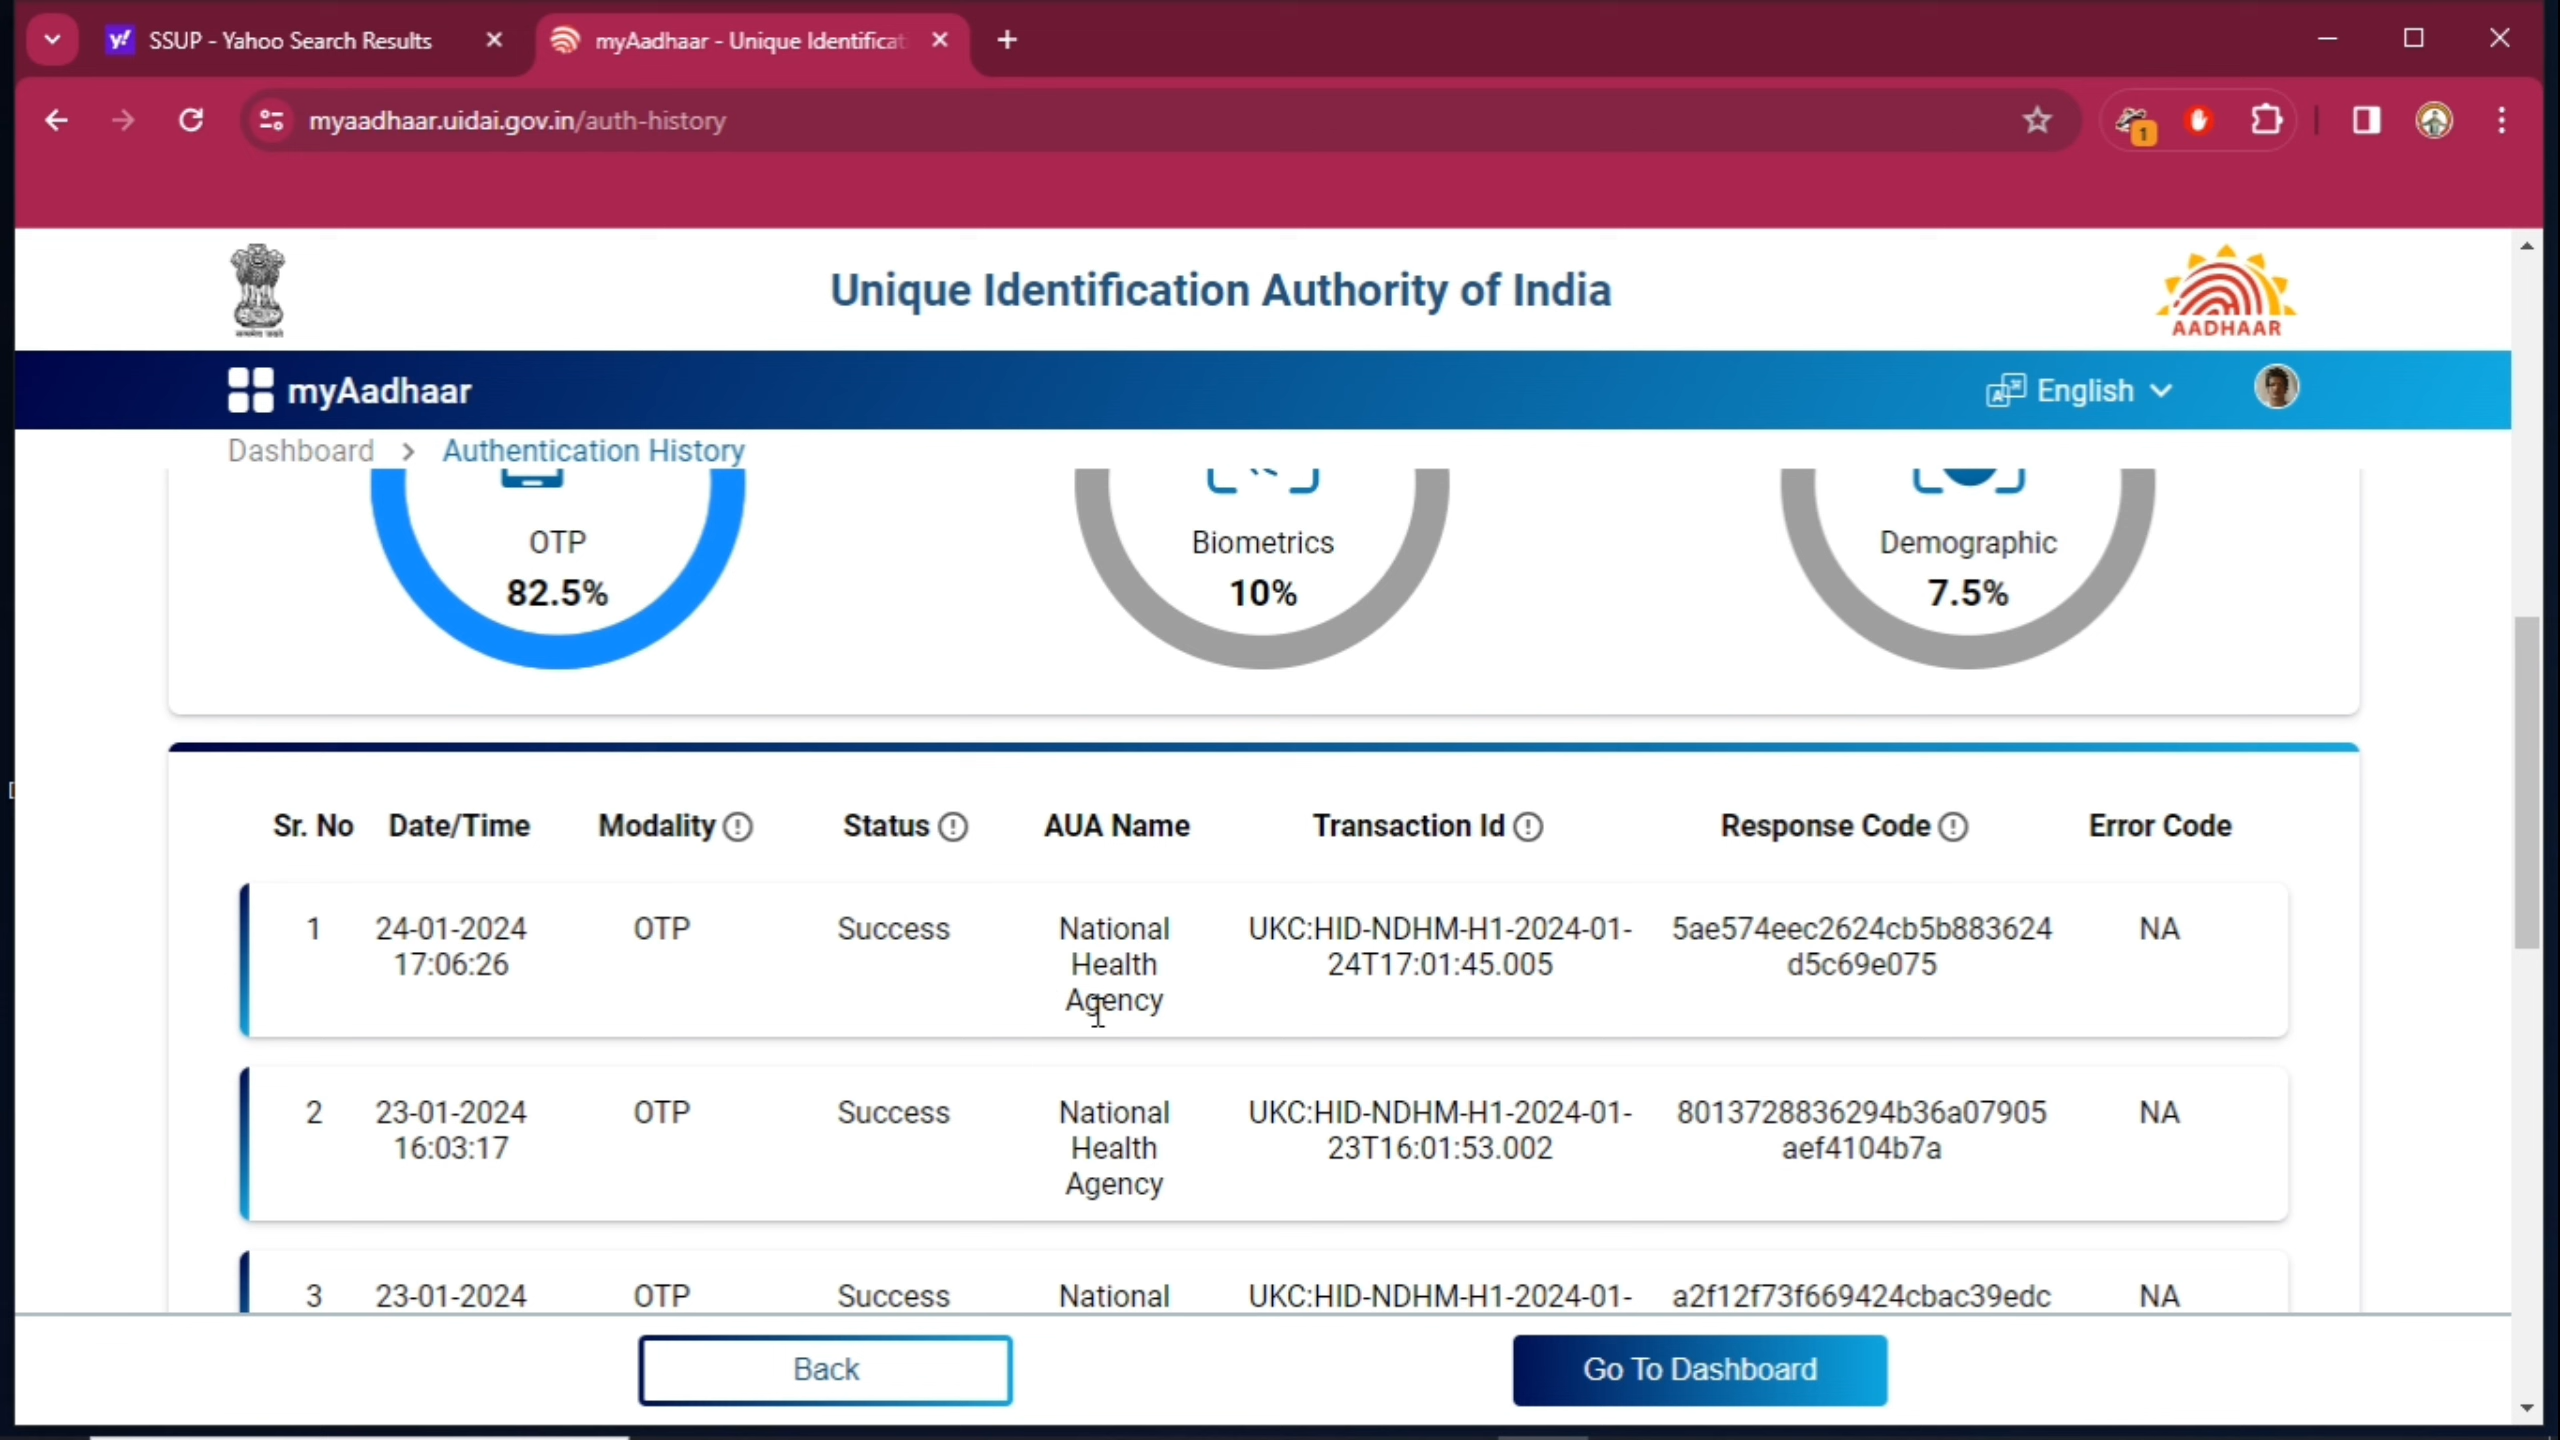 SSUP - Yahoo Search Results
myAadhaar - Unique Identificat
myaadhaar.uidai.gov.in/auth-history
1
Unique Identification Authority of India
AADHAAR
myAadhaar
English
Dashboard > Authentication History
OTP
82.5%
Biometrics
10%
Demographic
7.5%
Sr. No Date/Time Modality Status AUA Name Transaction Id Response Code Error Code
1 24-01-2024 OTP Success National UKC:HID-NDHM-H1-2024-01- 5ae574eec2624cb5b883624 NA
17:06:26 Health 24T17:01:45.005 d5c69e075
Agency
2 23-01-2024 OTP Success National UKC:HID-NDHM-H1-2024-01- 8013728836294b36a07905 NA
16:03:17 Health 23T16:01:53.002 aef4104b7a
Agency
3 23-01-2024 OTP Success National UKC:HID-NDHM-H1-2024-01- a2f12f73f669424cbac39edc NA
Back
Go To Dashboard